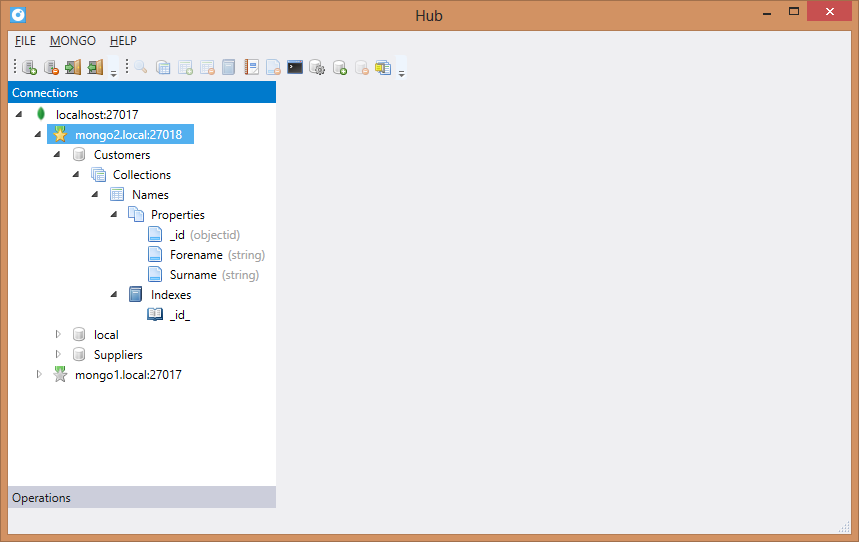 Hub
FILE MONGO HELP
Connections
localhost:27017
mongo2.local:27018
Customers
Collections
Names
Properties
_id (objectid)
Forename (string)
Surname (string)
Indexes
_id_
local
Suppliers
mongo1.local:27017
Operations